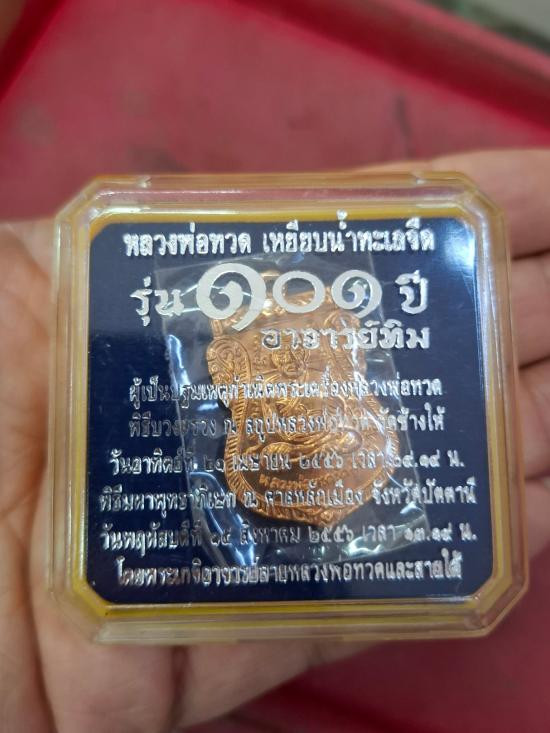 หลวงพ่อทวด เหยียบน้ำทะเลจืด
รุ่น ๑๐๑ ปี
อาจารย์ทิม
ผู้เป็นปฐมเหตุกำเนิดพระเครื่องหลวงพ่อทวด
พิธีบวงสรวง ณ สถูปหลวงพ่อทวด วัดช้างให้
วันอาทิตย์ที่ ๒๑ เมษายน ๒๕๕๖ เวลา ๐๙.๑๙ น.
พิธีมหาพุทธาภิเษก ณ ศาลหลักเมือง จังหวัดปัตตานี
วันพฤหัสบดีที่ ๑๕ สิงหาคม ๒๕๕๖ เวลา ๑๓.๑๙ น.
โดยพระเกจิอาจารย์สายหลวงพ่อทวดและสายใต้